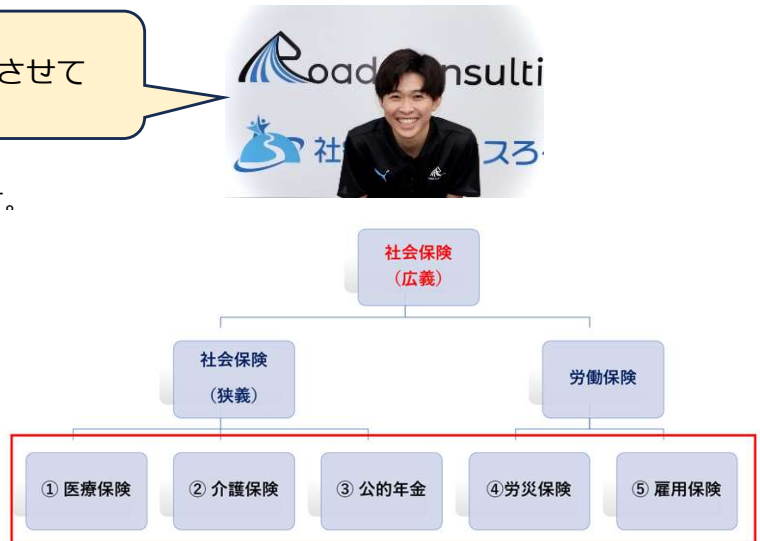 させて
Road nsulti
社 スろ
す。
社会保険
（広義）
社会保険
（狭義）
労働保険
① 医療保険
② 介護保険
③ 公的年金
④労災保険
⑤ 雇用保険